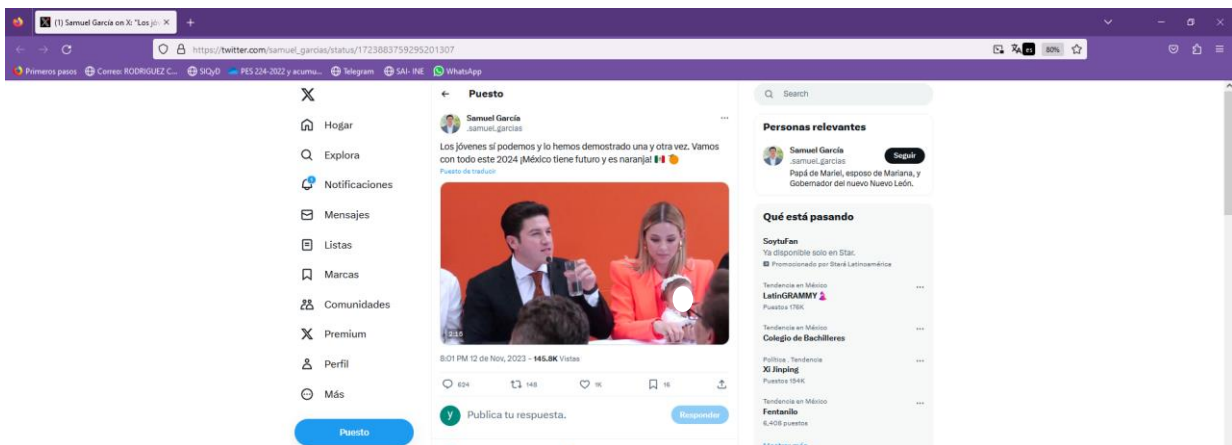 (1) Samuel García on X: "Los jóv
https://twitter.com/samuel_garcias/status/1723883759295201307
80%
Primeros pasos Correo: RODRIGUEZ C... SIQyD PES 224-2022 y acumu... Telegram SAI- INE WhatsApp
Hogar
Explora
Notificaciones
Mensajes
Listas
Marcas
Comunidades
Premium
Perfil
Más
Puesto
Puesto
Samuel García
.samuel.garcias
Los jóvenes sí podemos y lo hemos demostrado una y otra vez. Vamos
con todo este 2024 ¡México tiene futuro y es naranja!
Puesto de traducir
2:16
8:01 PM 12 de Nov, 2023 - 145.8K Vistas
624 148 1K 16
y Publica tu respuesta. Responder
Search
Personas relevantes
Samuel García
.samuel.garcias
Seguir
Papá de Mariel, esposo de Mariana, y
Gobernador del nuevo Nuevo León.
Qué está pasando
SoytuFan
Ya disponible solo en Star.
Promocionado por Star+ Latinoamérica
Tendencia en México
LatinGRAMMY
Puestos 176K
Tendencia en México
Colegio de Bachilleres
Política . Tendencia
Xi Jinping
Puestos 194K
Tendencia en México
Fentanilo
6,408 puestos